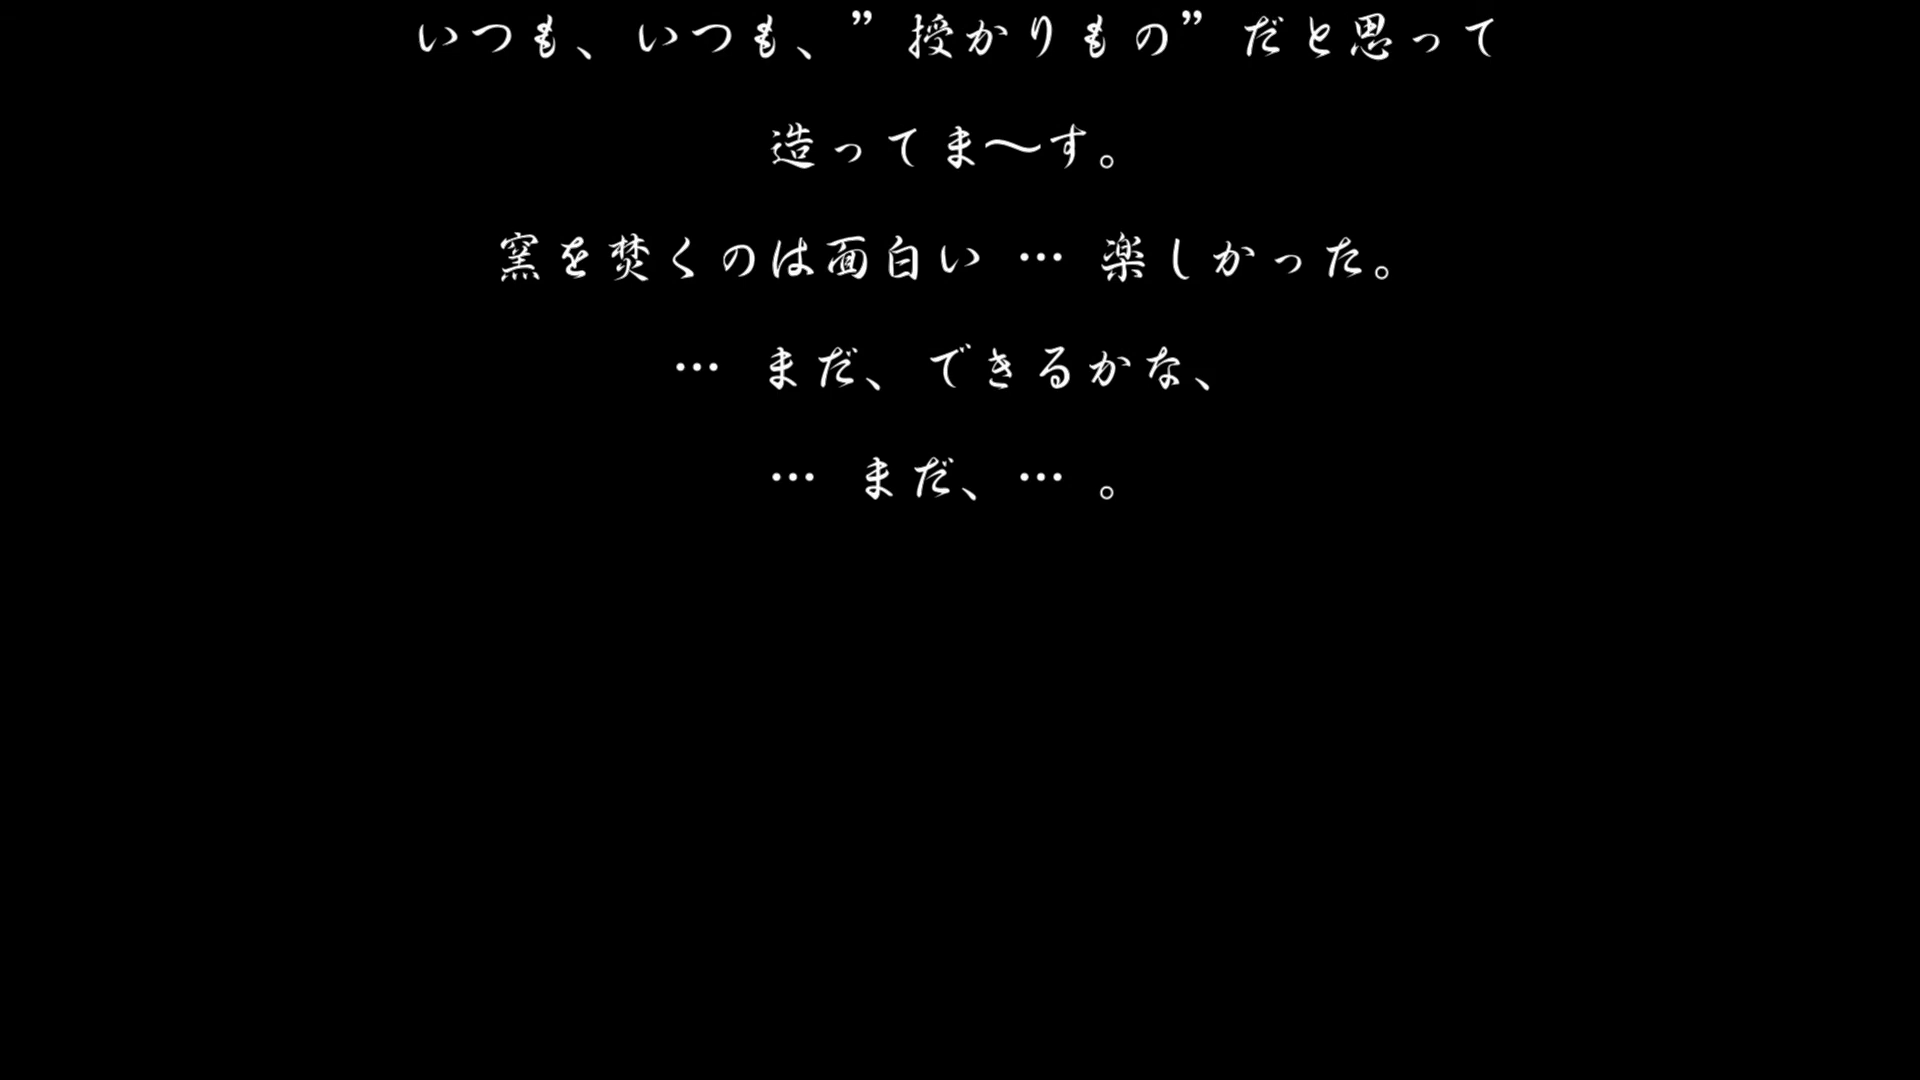 いつも、いつも、”授かりもの”だと思って
造ってま〜す。
窯を焚くのは面白い … 楽しかった。
… まだ、できるかな、
… まだ、… 。